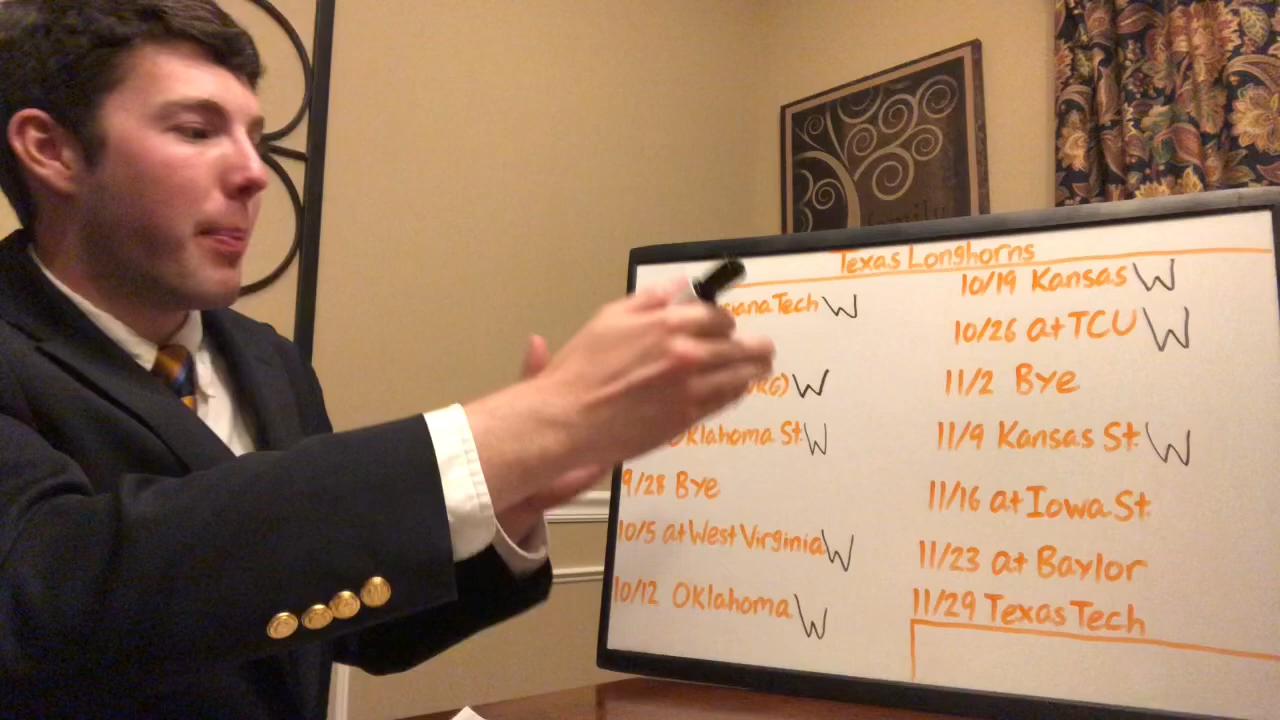 Texas Longhorns
Tech W
W
Oklahoma St. W
9/28 Bye
10/5 at West Virginia W
10/12 Oklahoma W
10/19 Kansas W
10/26 at TCU W
11/2 Bye
11/9 Kansas St. W
11/16 at Iowa St.
11/23 at Baylor
11/29 Texas Tech
family